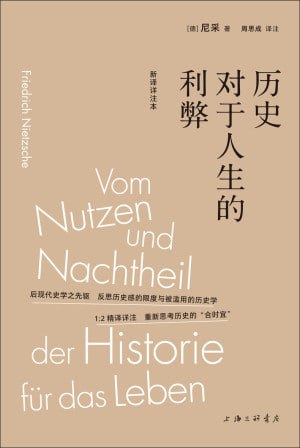 [德] 尼采 著 周思成 译注
历史
对于人生的
利弊
新译详注本
Friedrich Nietzsche
Vom
Nutzen
und
Nachtheil
后现代史学之先驱 反思历史感的限度与被滥用的历史学
1:2 精译详注 重新思考历史的“合时宜”
der
Historie
für das Leben
上海三联书店